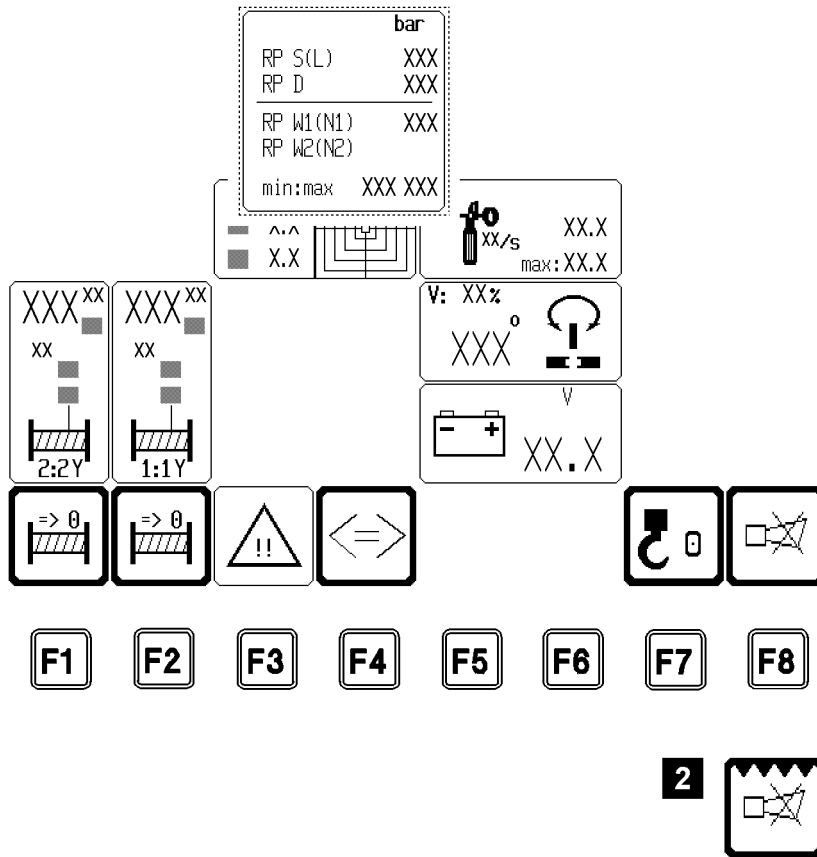 bar
RP S(L) XXX
RP D XXX
RP W1(N1) XXX
RP W2(N2)
min:max XXX XXX
X.X
XX/s
XX.X
max:XX.X
XXX XX
XX
2:2Y
XXX XX
XX
1:1Y
V: XX%
XXX°
V
- +
XX.X
=> 0
=> 0
!!
<=>
0
F1 F2 F3 F4 F5 F6 F7 F8
2